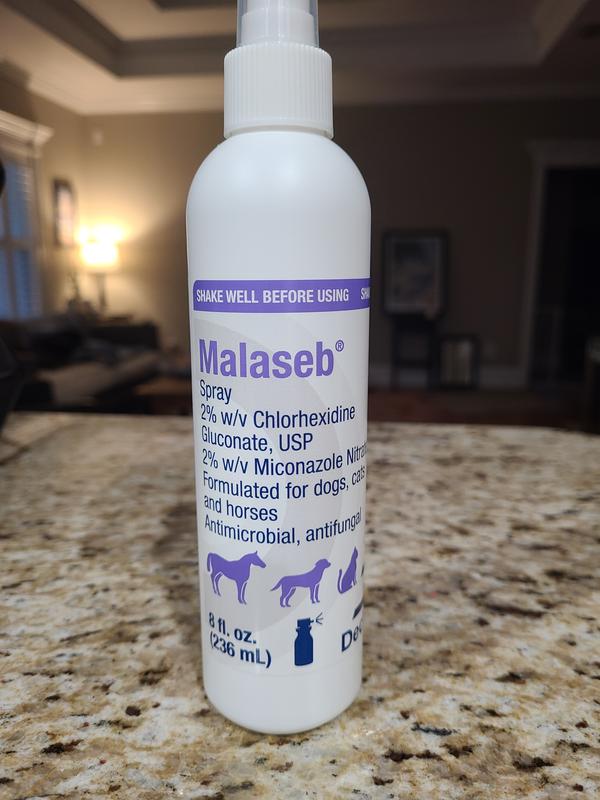 SHAKE WELL BEFORE USING
Malaseb®
Spray
2% w/v Chlorhexidine
Gluconate, USP
2% w/v Miconazole
Formulated for dogs, cats
and horses
Antimicrobial, antifungal
8 fl. oz.
(236 mL)